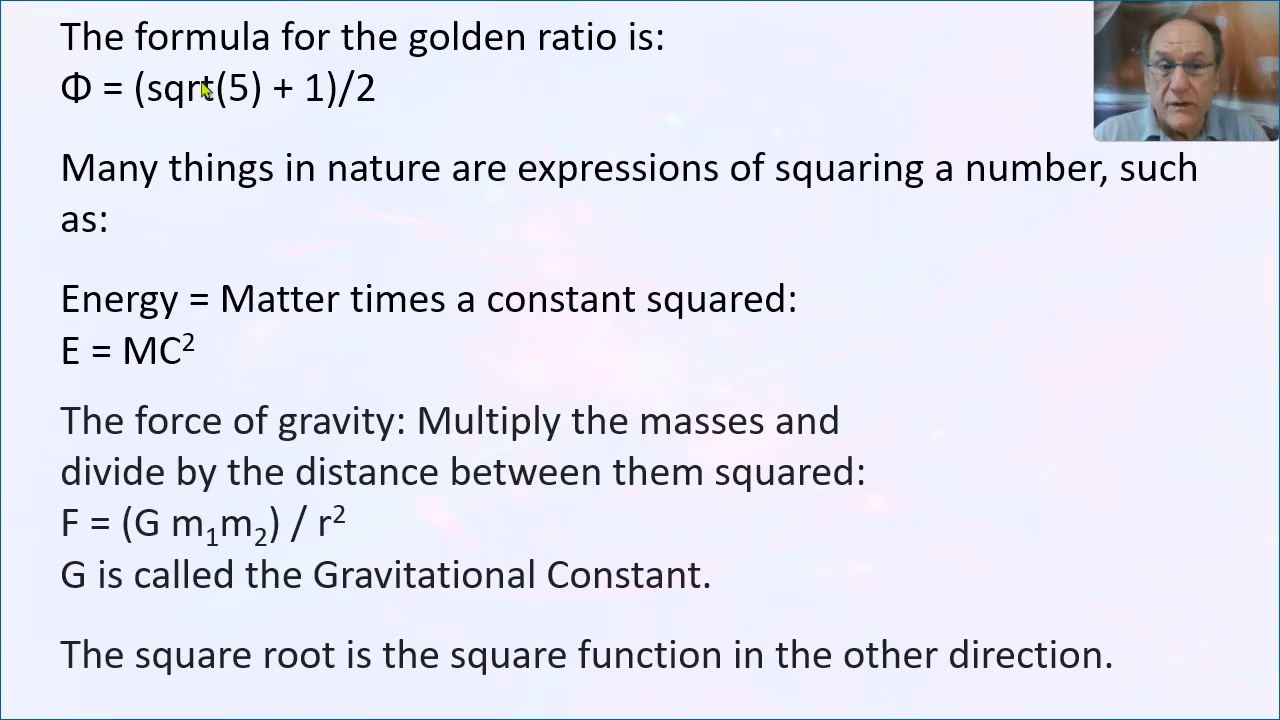 The formula for the golden ratio is:
Φ = (sqrt(5) + 1)/2
Many things in nature are expressions of squaring a number, such
as:
Energy = Matter times a constant squared:
E = MC²
The force of gravity: Multiply the masses and
divide by the distance between them squared:
F = (G m₁m₂) / r²
G is called the Gravitational Constant.
The square root is the square function in the other direction.